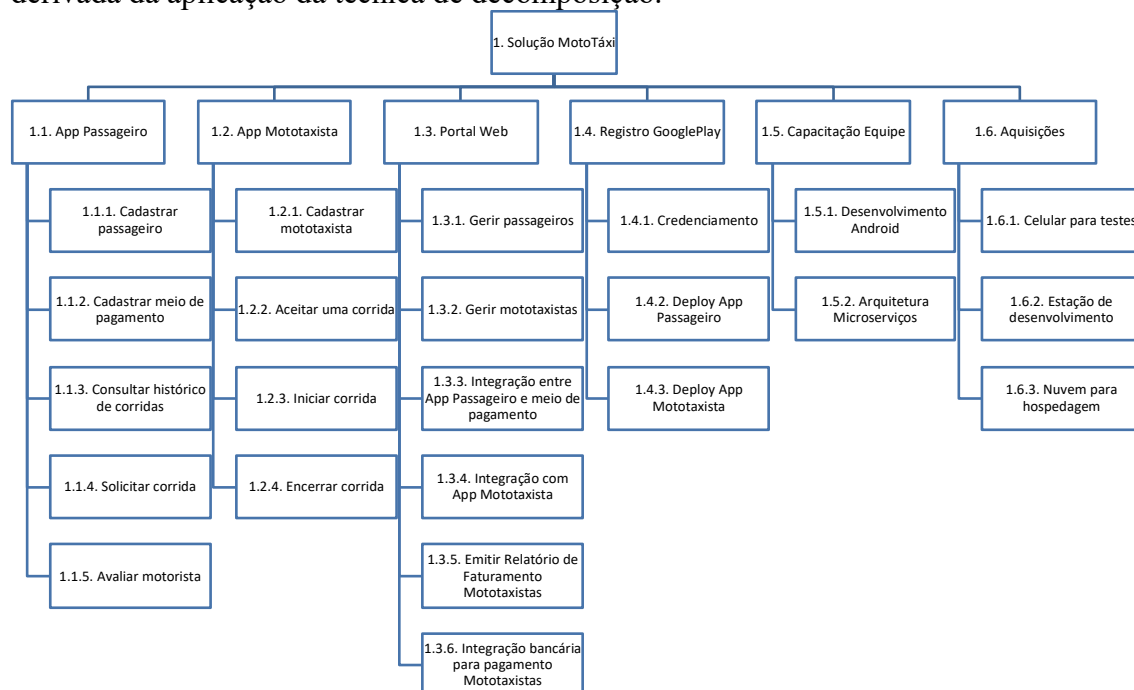 derivada da aplicação da técnica de decomposição.
1. Solução MotoTáxi
1.1. App Passageiro
1.2. App Mototaxista
1.3. Portal Web
1.4. Registro GooglePlay
1.5. Capacitação Equipe
1.6. Aquisições
1.1.1. Cadastrar
passageiro
1.1.2. Cadastrar meio de
pagamento
1.1.3. Consultar histórico
de corridas
1.1.4. Solicitar corrida
1.1.5. Avaliar motorista
1.2.1. Cadastrar
mototaxista
1.2.2. Aceitar uma corrida
1.2.3. Iniciar corrida
1.2.4. Encerrar corrida
1.3.1. Gerir passageiros
1.3.2. Gerir mototaxistas
1.3.3. Integração entre
App Passageiro e meio de
pagamento
1.3.4. Integração com
App Mototaxista
1.3.5. Emitir Relatório de
Faturamento
Mototaxistas
1.3.6. Integração bancária
para pagamento
Mototaxistas
1.4.1. Credenciamento
1.4.2. Deploy App
Passageiro
1.4.3. Deploy App
Mototaxista
1.5.1. Desenvolvimento
Android
1.5.2. Arquitetura
Microserviços
1.6.1. Celular para testes
1.6.2. Estação de
desenvolvimento
1.6.3. Nuvem para
hospedagem